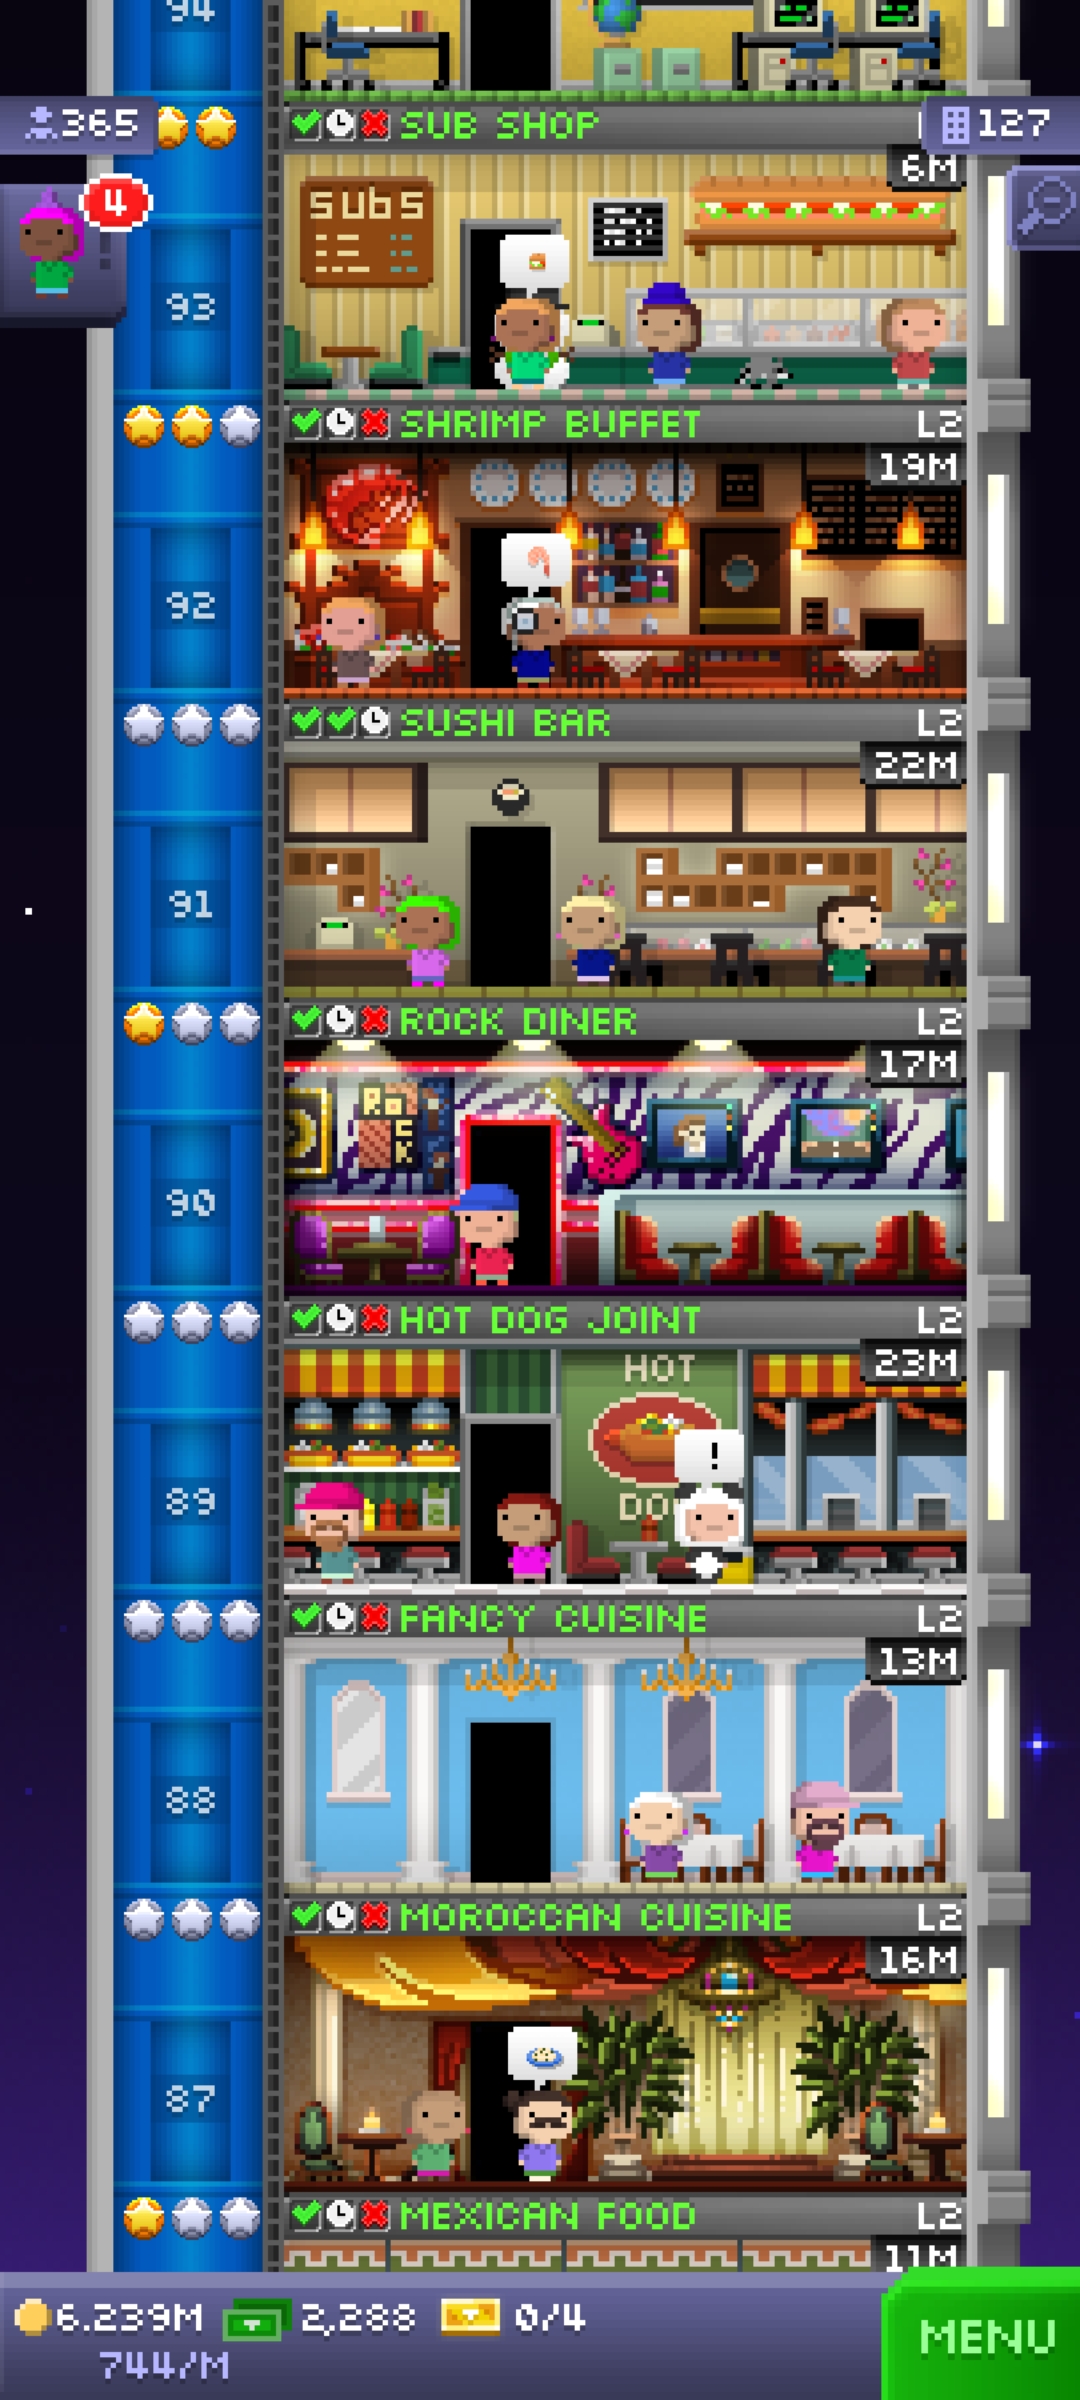 94
365
SUB SHOP
127
6M
4
SUBS
93
SHRIMP BUFFET
L2
19M
92
SUSHI BAR
L2
22M
91
ROCK DINER
L2
17M
ROCK
90
HOT DOG JOINT
L2
23M
HOT
!
DO
89
FANCY CUISINE
L2
13M
88
MOROCCAN CUISINE
L2
16M
87
MEXICAN FOOD
L2
11M
6.239M
2,288
0/4
MENU
744/M